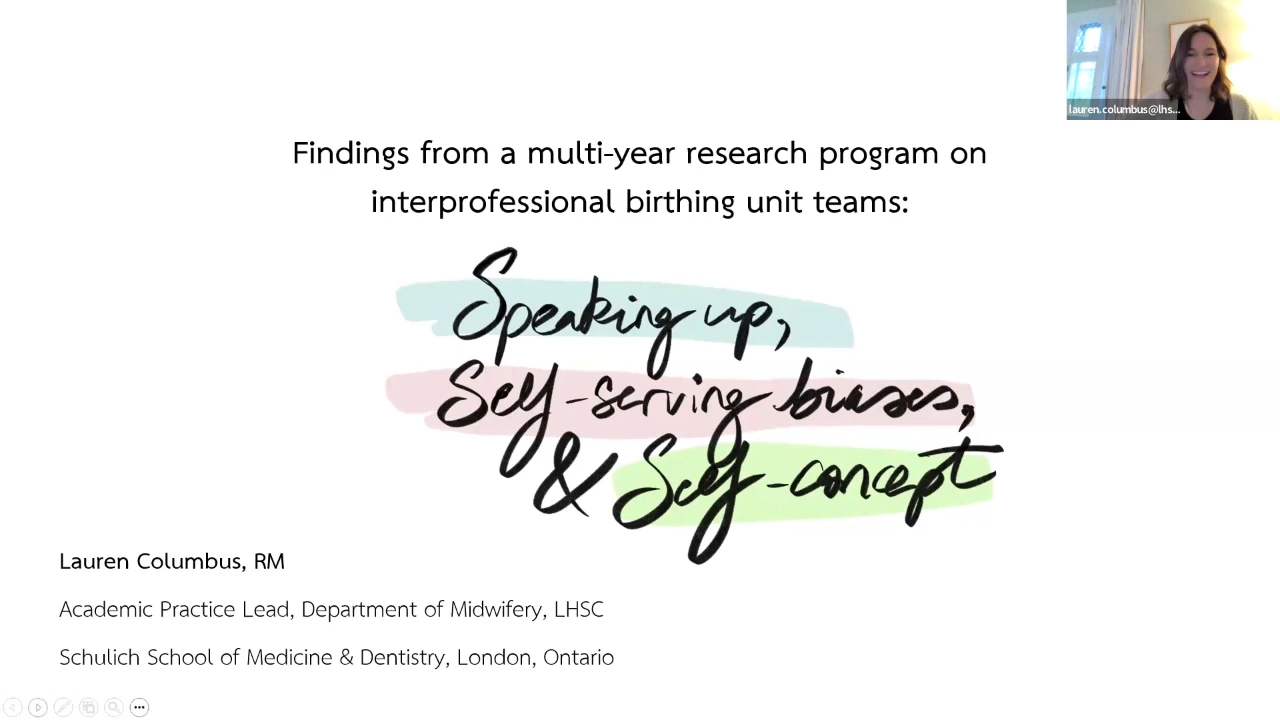 lauren.columbus@lhs...
Findings from a multi-year research program on
interprofessional birthing unit teams:
Speaking up,
Self-serving biases,
& Self-concept
Lauren Columbus, RM
Academic Practice Lead, Department of Midwifery, LHSC
Schulich School of Medicine & Dentistry, London, Ontario